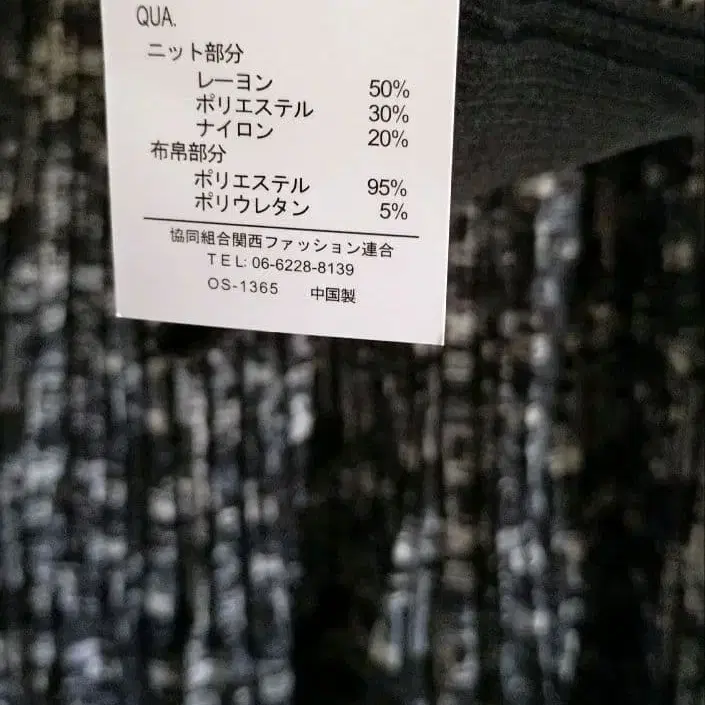 QUA.
ニット部分
レーヨン 50%
ポリエステル 30%
ナイロン 20%
布帛部分
ポリエステル 95%
ポリウレタン 5%
協同組合関西ファッション連合
TEL: 06-6228-8139
OS-1365 中国製